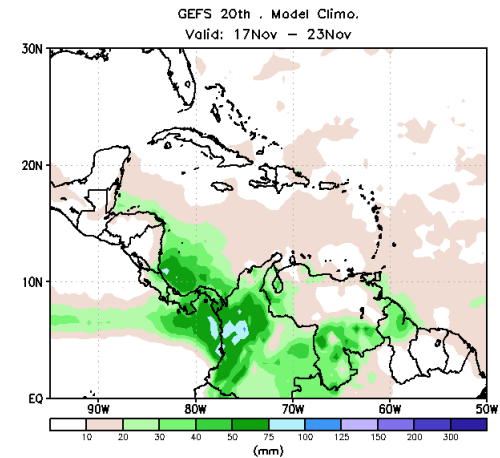 GEFS 20th . Model Climo.
Valid: 17Nov – 23Nov
30N
20N
10N
EQ
90W 80W 70W 60W 50W
10 20 30 40 50 75 100 125 150 200 300
(mm)